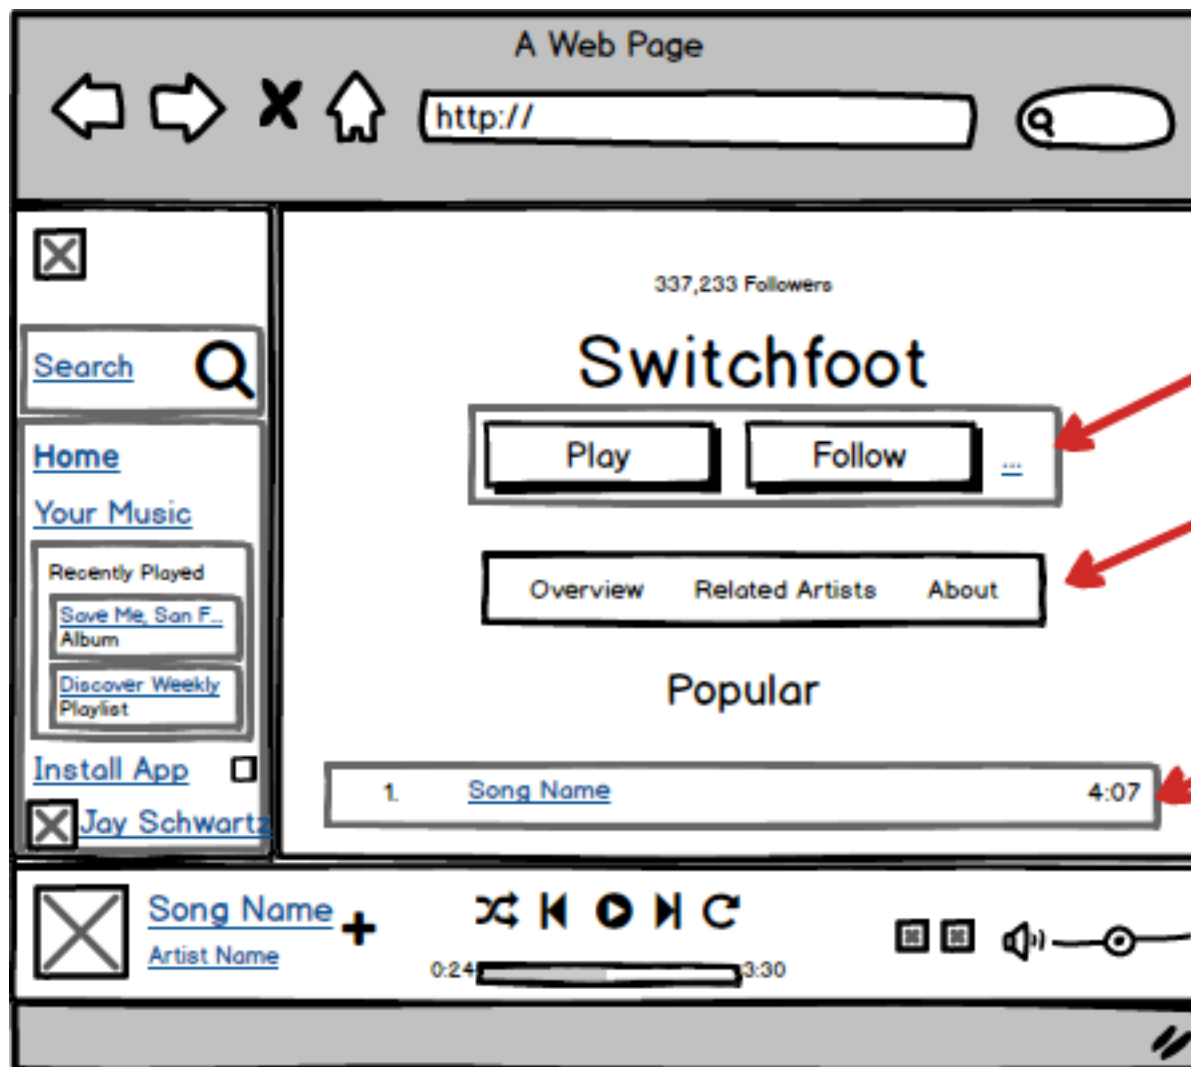 A Web Page
http://
337,233 Followers
Switchfoot
Search
Play Follow ...
Home
Your Music
Recently Played
Save Me, San F...
Album
Discover Weekly
Playlist
Overview Related Artists About
Popular
Install App
1. Song Name 4:07
Jay Schwartz
Song Name
Artist Name
0:24 3:30